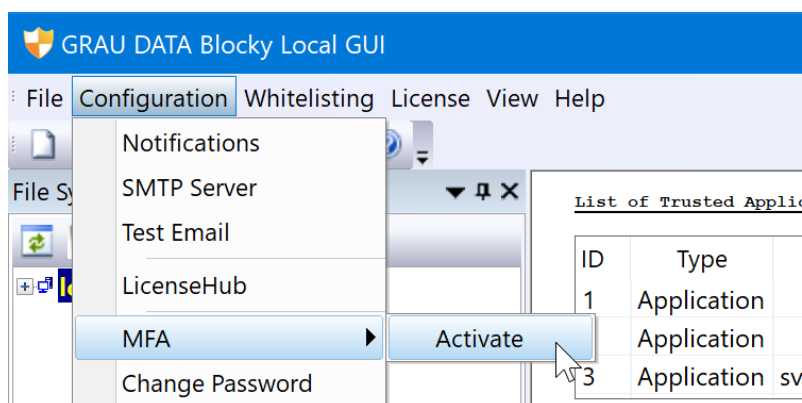 GRAU DATA Blocky Local GUI
File Configuration Whitelisting License View Help
Notifications
File
SMTP Server
List of Trusted
Test Email
ID Type
LicenseHub
1 Application
MFA
Activate
Application
Change Password
3 Application